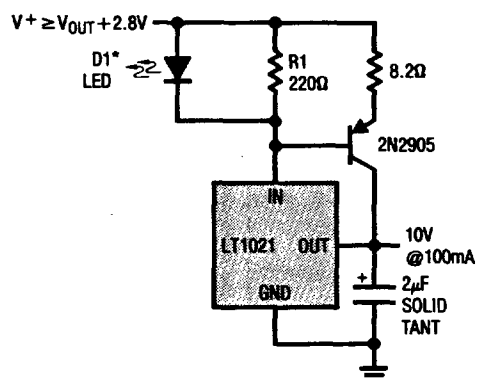 V+ ≥VOUT+2.8V
D1*
LED
R1
220Ω
8.2Ω
2N2905
IN
LT1021 OUT
GND
10V
@100mA
+
2μF
SOLID
TANT